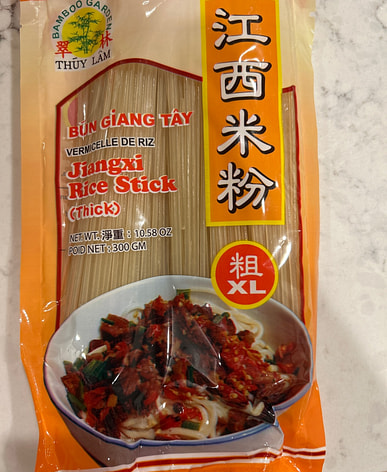 BAMBOO GARDEN
翠 林
THÚY LÂM
江西米粉
BÚN GIANG TÂY
VERMICELLE DE RIZ
Jiangxi
Rice Stick
(Thick)
NET WT. 淨重：10.58 OZ
POID NET : 300 GM
粗
XL